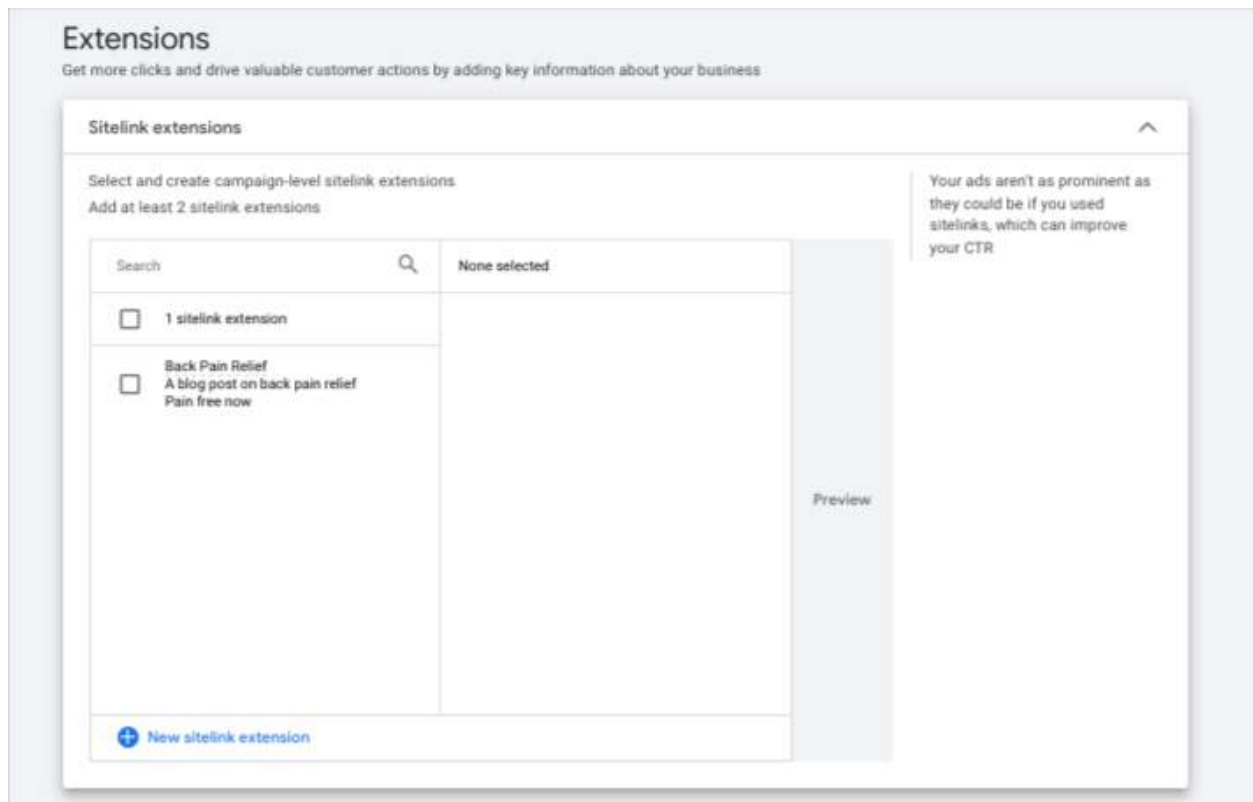 Extensions
Get more clicks and drive valuable customer actions by adding key information about your business
Sitelink extensions
Select and create campaign-level sitelink extensions
Add at least 2 sitelink extensions
Search
None selected
1 sitelink extension
Back Pain Relief
A blog post on back pain relief
Pain free now
New sitelink extension
Preview
Your ads aren't as prominent as
they could be if you used
sitelinks, which can improve
your CTR